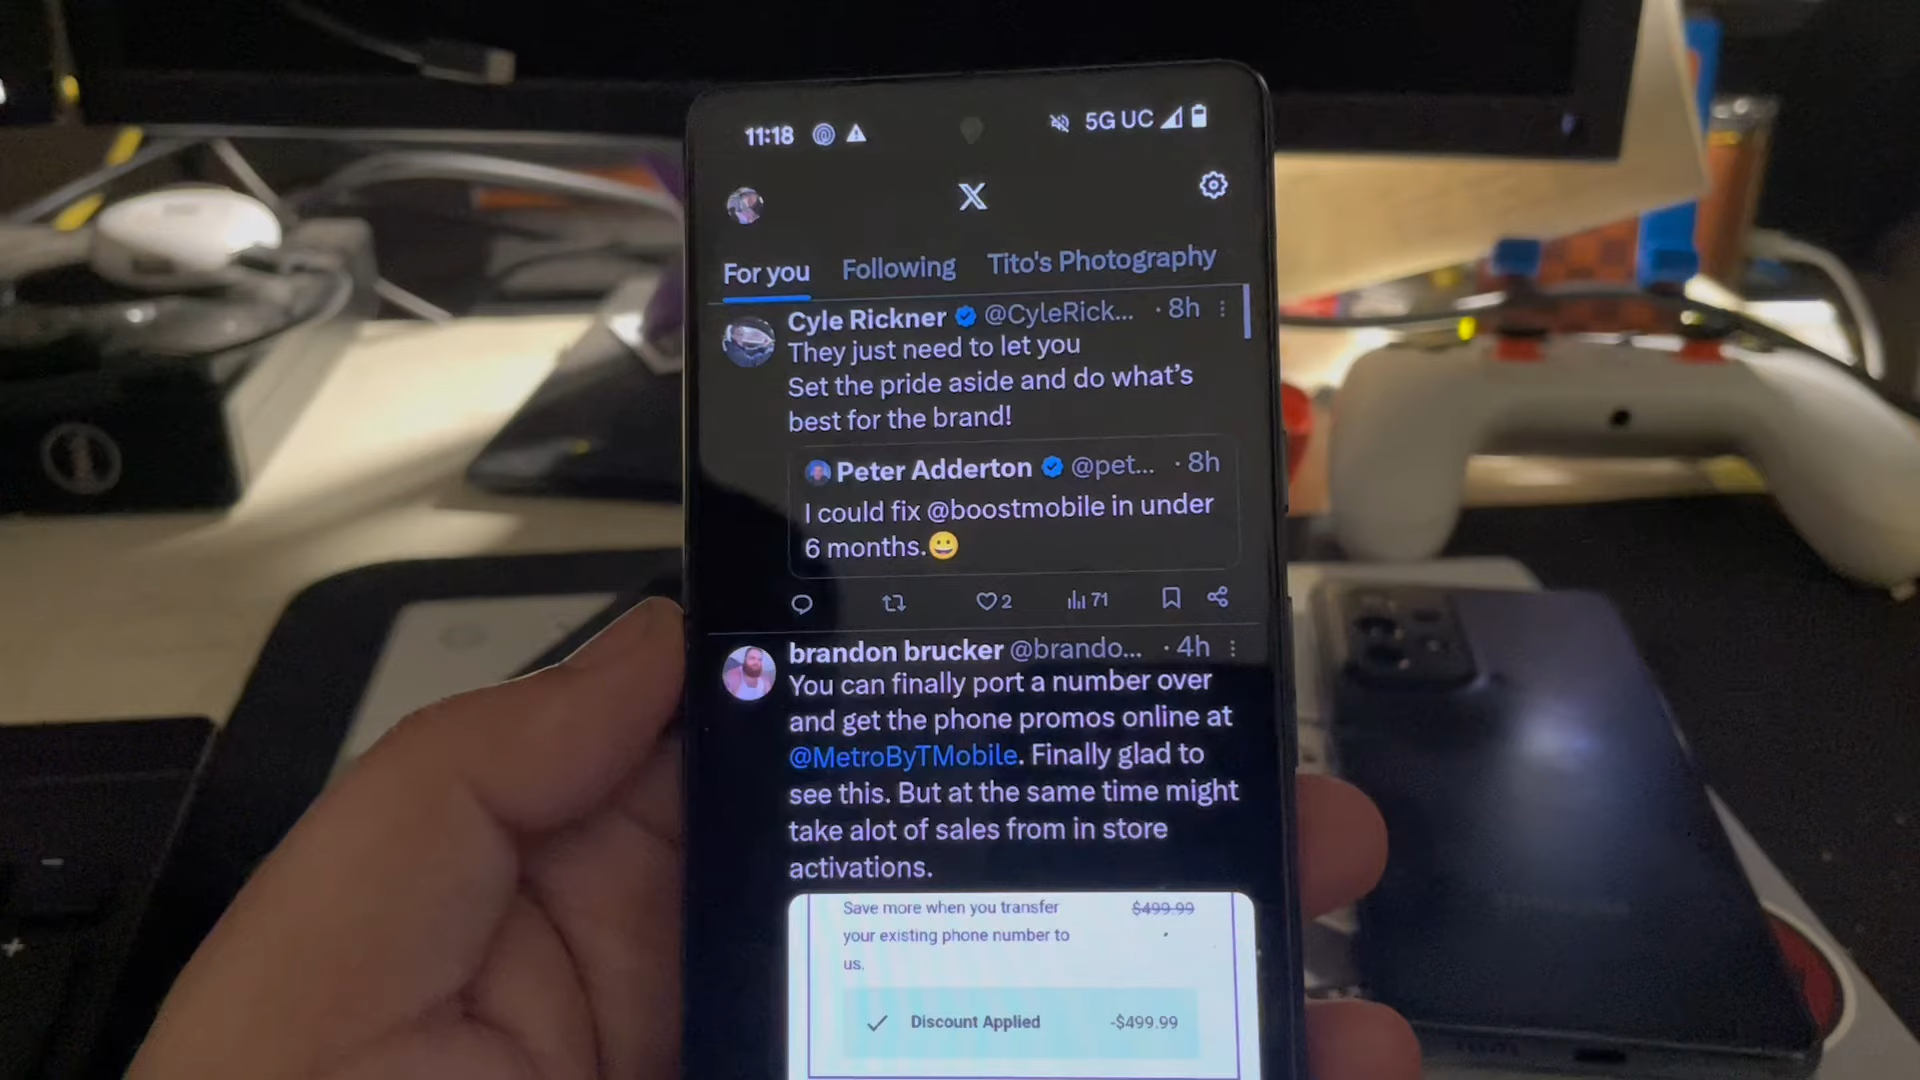 11:18 5G UC
X
For you Following Tito's Photography
Cyle Rickner @CyleRick... · 8h
They just need to let you
Set the pride aside and do what's
best for the brand!
Peter Adderton @pet... · 8h
I could fix @boostmobile in under
6 months.😀
2 71
brandon brucker @brando... · 4h
You can finally port a number over
and get the phone promos online at
@MetroByTMobile. Finally glad to
see this. But at the same time might
take alot of sales from in store
activations.
Save more when you transfer $499.99
your existing phone number to
us.
Discount Applied -$499.99